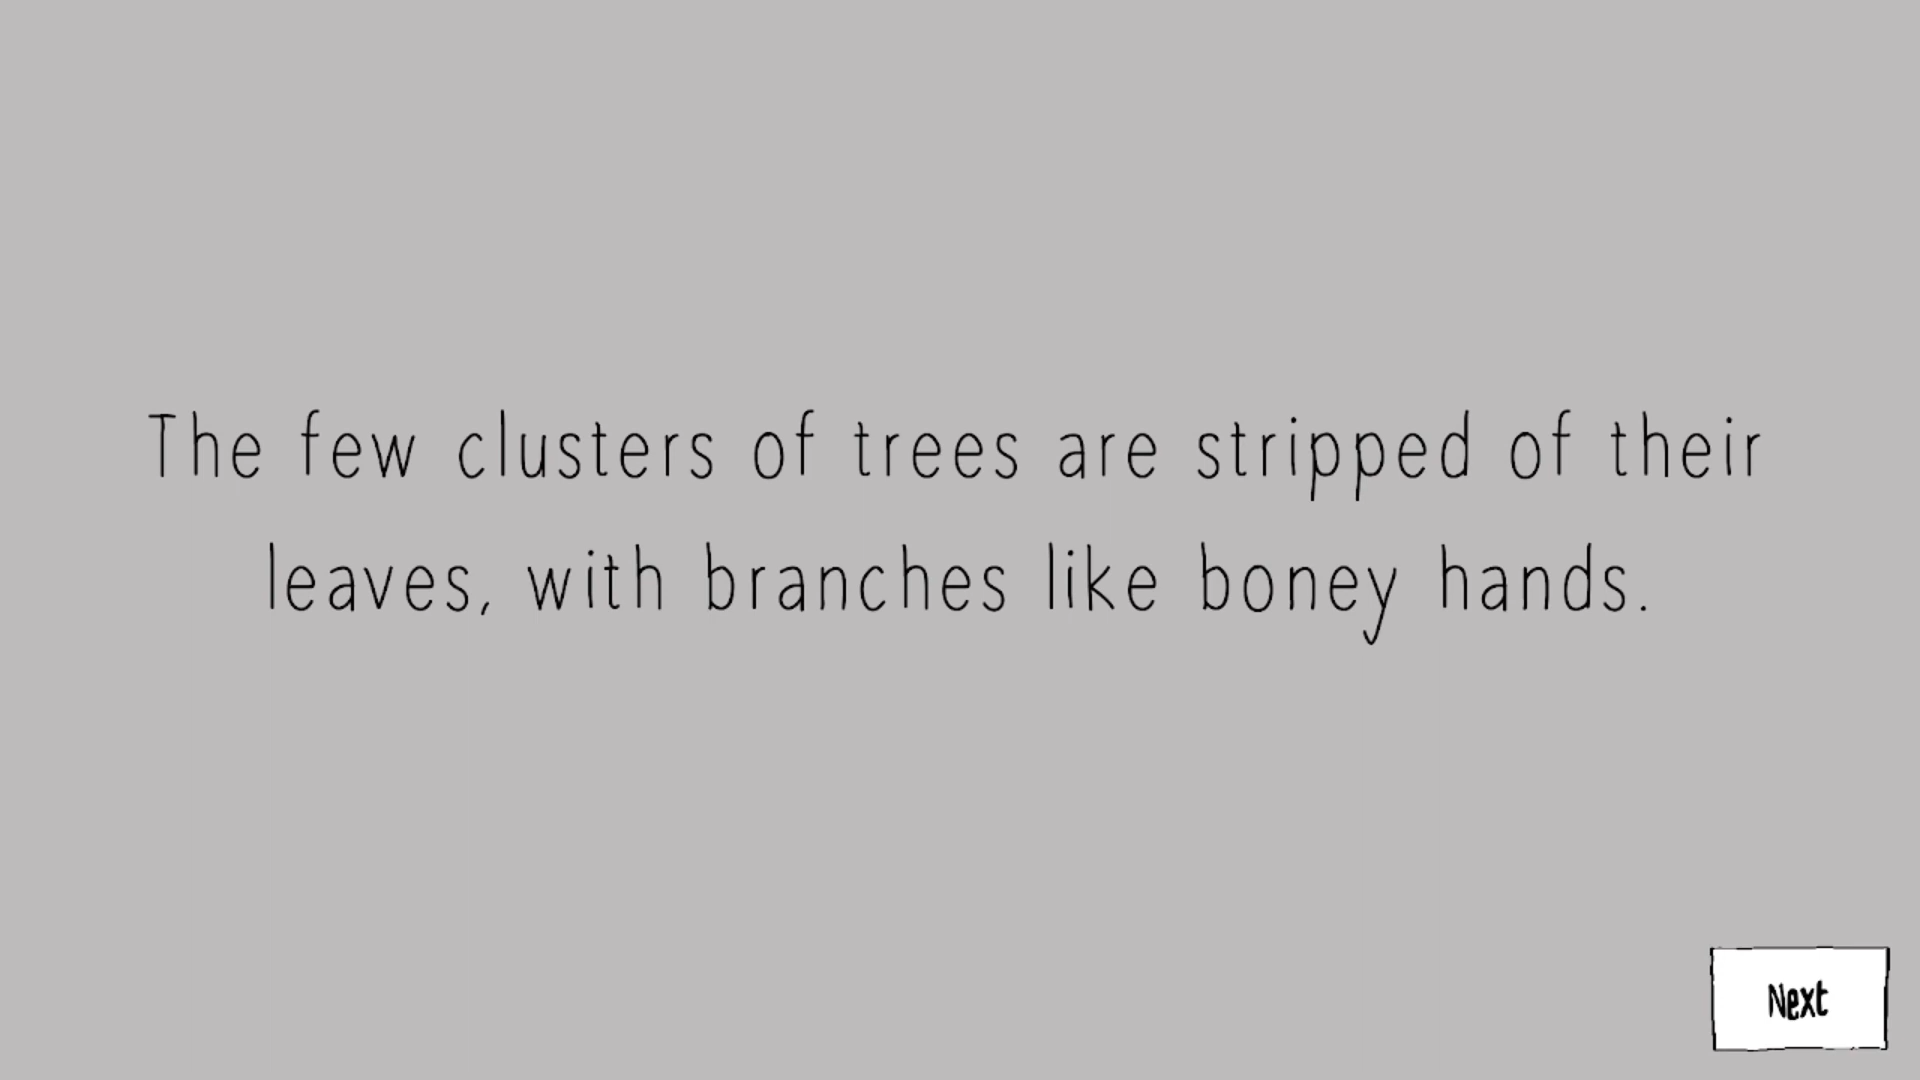 The few clusters of trees are stripped of their
leaves, with branches like boney hands.
Next